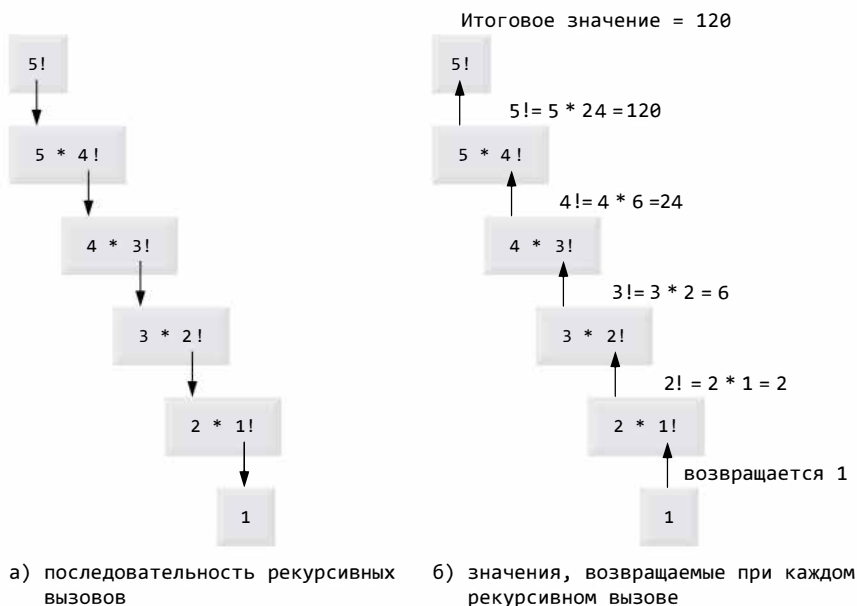 5!
5 * 4!
4 * 3!
3 * 2!
2 * 1!
1
а) последовательность рекурсивных
вызовов
Итоговое значение = 120
5!
5!= 5 * 24 =120
5 * 4!
4!= 4 * 6 =24
4 * 3!
3!= 3 * 2 = 6
3 * 2!
2! = 2 * 1 = 2
2 * 1!
возвращается 1
1
б) значения, возвращаемые при каждом
рекурсивном вызове